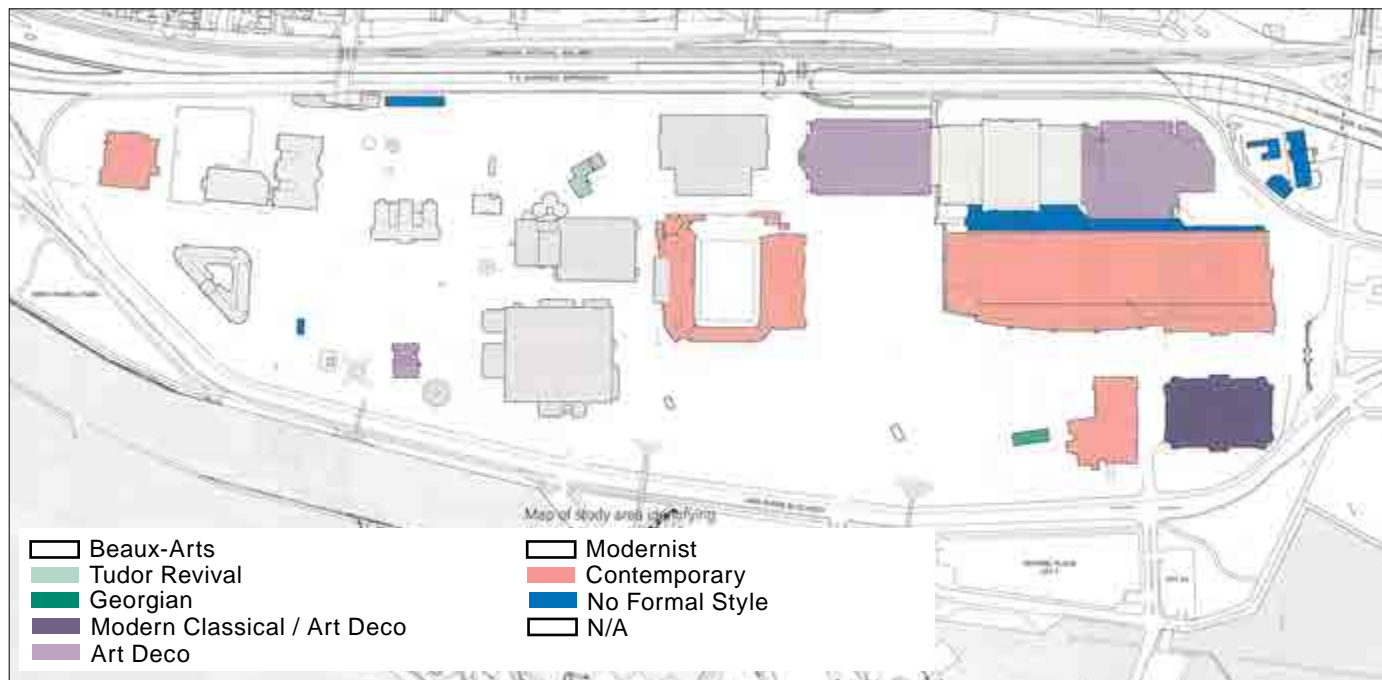 Map of study area identifying
Beaux-Arts
Tudor Revival
Georgian
Modern Classical / Art Deco
Art Deco
Modernist
Contemporary
No Formal Style
N/A